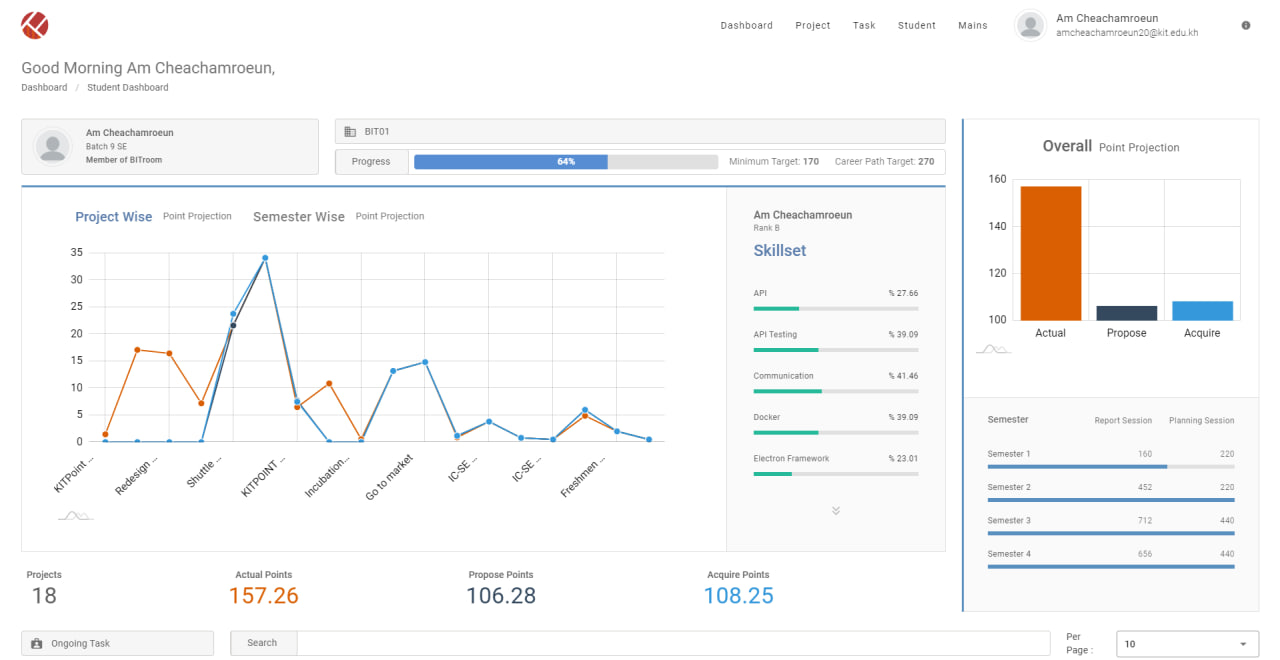 Dashboard Project Task Student Mains
Am Cheachamroeun
amcheachamroeun20@kit.edu.kh
Good Morning Am Cheachamroeun,
Dashboard / Student Dashboard
Am Cheachamroeun
Batch 9 SE
Member of BITroom
BIT01
Progress 64% Minimum Target: 170 Career Path Target: 270
Project Wise Point Projection Semester Wise Point Projection
35
30
25
20
15
10
5
0
KITPoint ...
Redesign ...
Shuttle ...
KITPOINT ...
Incubation...
Go to market
IC-SE ...
IC-SE ...
Freshmen ...
Am Cheachamroeun
Rank B
Skillset
API % 27.66
API Testing % 39.09
Communication % 41.46
Docker % 39.09
Electron Framework % 23.01
Overall Point Projection
160
140
120
100
Actual Propose Acquire
Semester Report Session Planning Session
Semester 1 160 220
Semester 2 452 220
Semester 3 712 440
Semester 4 656 440
Projects Actual Points Propose Points Acquire Points
18 157.26 106.28 108.25
Ongoing Task Search
Per
Page :
10